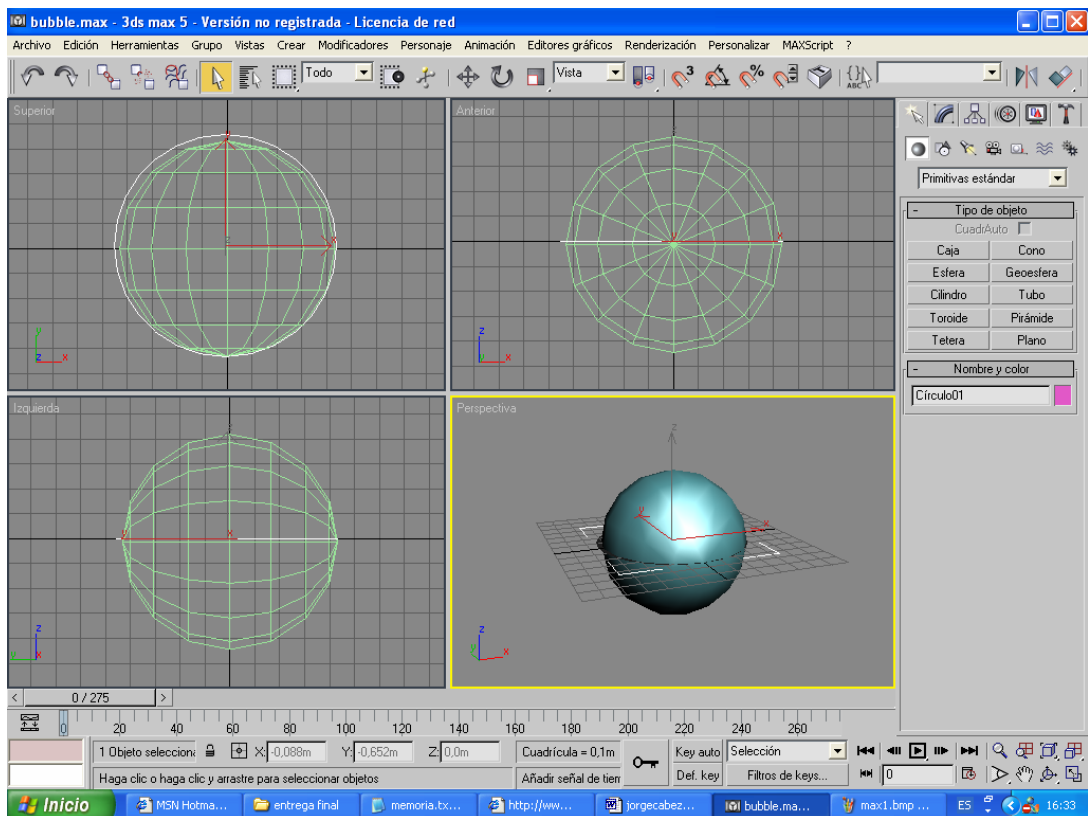 bubble.max - 3ds max 5 - Versión no registrada - Licencia de red
Archivo Edición Herramientas Grupo Vistas Crear Modificadores Personaje Animación Editores gráficos Renderización Personalizar MAXScript ?
Todo Vista
Superior
Anterior
Primitivas estándar
- Tipo de objeto
CuadrAuto
Caja Cono
Esfera Geoesfera
Cilindro Tubo
Toroide Pirámide
Tetera Plano
- Nombre y color
Círculo01
Izquierda
Perspectiva
0 / 275
0 20 40 60 80 100 120 140 160 180 200 220 240 260
1 Objeto selecciona X: -0,088m Y: -0,652m Z: 0,0m Cuadrícula = 0,1m Key auto Selección
Haga clic o haga clic y arrastre para seleccionar objetos Añadir señal de tiem Def. key Filtros de keys... 0
Inicio MSN Hotma... entrega final memoria.tx... http://ww... jorgecabez... bubble.ma... max1.bmp ... ES 16:33